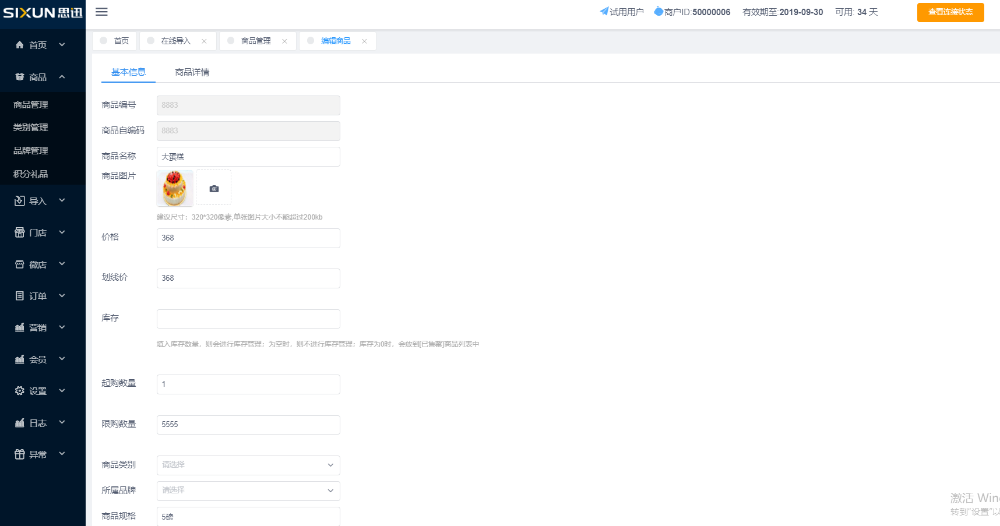 SIXUN思迅
试用用户 商户ID:50000006 有效期至:2019-09-30 可用: 34 天 查看连接状态
首页 在线导入 商品管理 编辑商品
首页
商品
商品管理
类别管理
品牌管理
积分礼品
导入
门店
微店
订单
营销
会员
设置
日志
异常
基本信息 商品详情
商品编号 8883
商品自编码 8883
商品名称 大蛋糕
商品图片
建议尺寸：320*320像素,单张图片大小不能超过200kb
价格 368
划线价 368
库存
填入库存数量，则会进行库存管理；为空时，则不进行库存管理；库存为0时，会放到[已售罄]商品列表中
起购数量 1
限购数量 5555
商品类别 请选择
所属品牌 请选择
商品规格 5磅
激活 Win
转到"设置"以